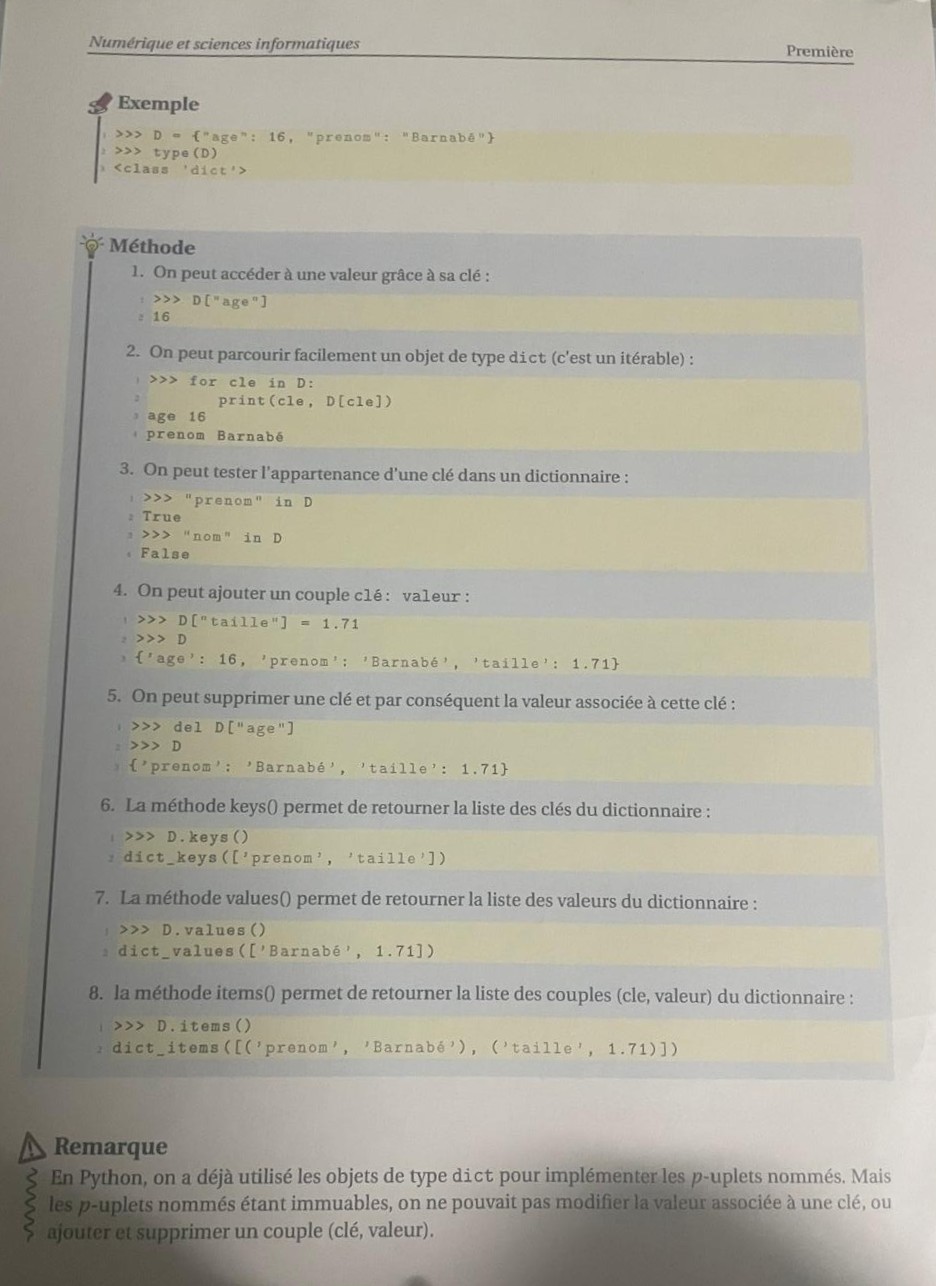 Numérique et sciences informatiques
Première
Exemple
1 >>> D = {"age": 16, "prenom": "Barnabé"}
2 >>> type(D)
3 <class 'dict'>
Méthode
1. On peut accéder à une valeur grâce à sa clé :
1 >>> D["age"]
2 16
2. On peut parcourir facilement un objet de type dict (c'est un itérable) :
1 >>> for cle in D:
2 print(cle, D[cle])
3 age 16
4 prenom Barnabé
3. On peut tester l'appartenance d'une clé dans un dictionnaire :
1 >>> "prenom" in D
2 True
3 >>> "nom" in D
4 False
4. On peut ajouter un couple clé: valeur :
1 >>> D["taille"] = 1.71
2 >>> D
3 {'age': 16, 'prenom': 'Barnabé', 'taille': 1.71}
5. On peut supprimer une clé et par conséquent la valeur associée à cette clé :
1 >>> del D["age"]
2 >>> D
3 {'prenom': 'Barnabé', 'taille': 1.71}
6. La méthode keys() permet de retourner la liste des clés du dictionnaire :
1 >>> D.keys()
2 dict_keys(['prenom', 'taille'])
7. La méthode values() permet de retourner la liste des valeurs du dictionnaire :
1 >>> D.values()
2 dict_values(['Barnabé', 1.71])
8. la méthode items() permet de retourner la liste des couples (cle, valeur) du dictionnaire :
1 >>> D.items()
2 dict_items([('prenom', 'Barnabé'), ('taille', 1.71)])
Remarque
En Python, on a déjà utilisé les objets de type dict pour implémenter les p-uplets nommés. Mais
les p-uplets nommés étant immuables, on ne pouvait pas modifier la valeur associée à une clé, ou
ajouter et supprimer un couple (clé, valeur).